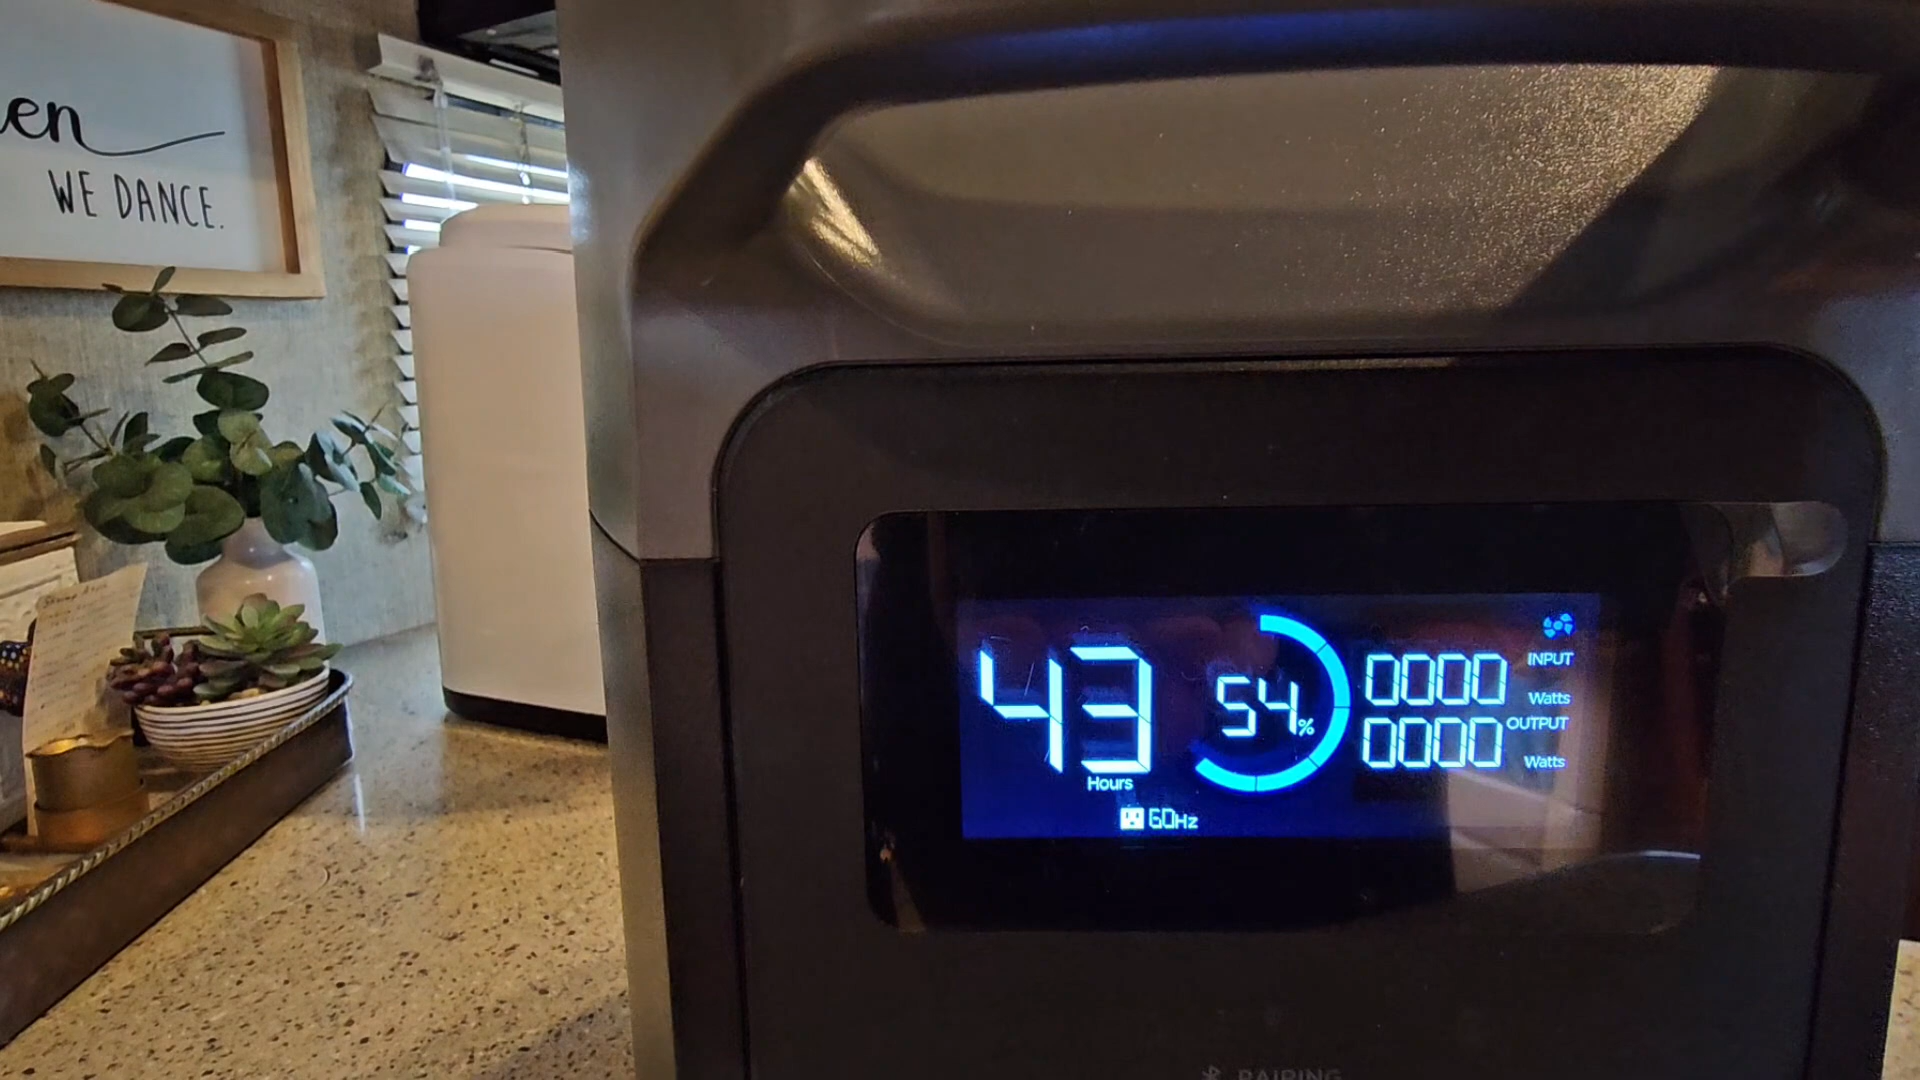 en
WE DANCE.
43
Hours
54%
0000
INPUT
Watts
0000
OUTPUT
Watts
60Hz
PAIRING